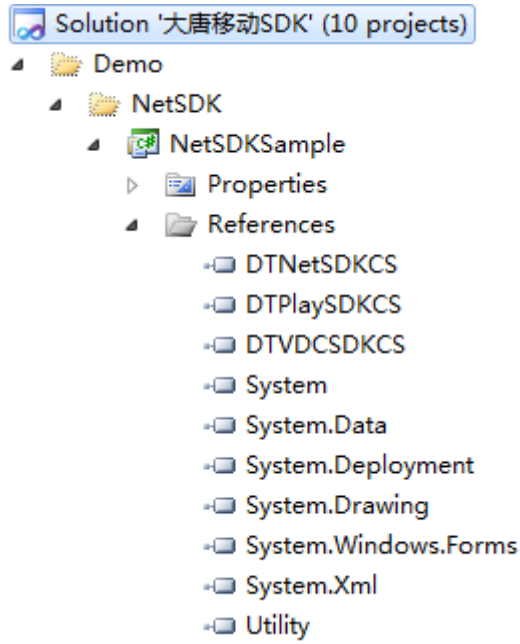 Solution '大唐移动SDK' (10 projects)
Demo
NetSDK
NetSDKSample
Properties
References
DTNetSDKCS
DTPlaySDKCS
DTVDCSDKCS
System
System.Data
System.Deployment
System.Drawing
System.Windows.Forms
System.Xml
Utility